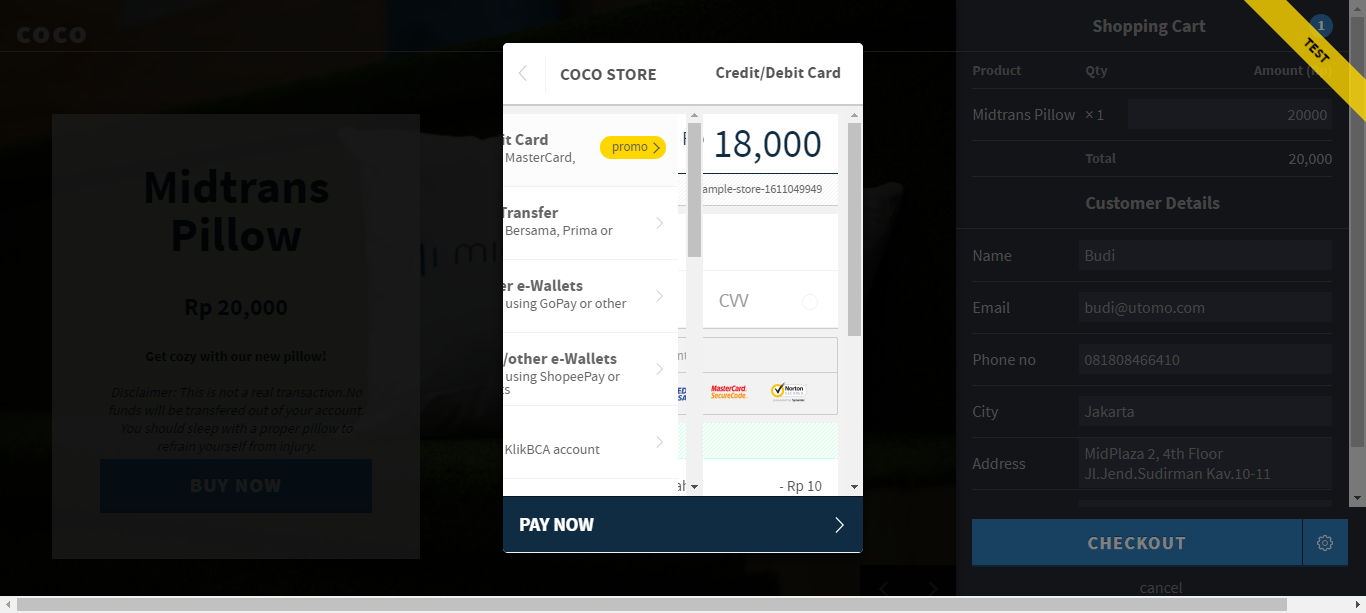 coco
Midtrans
Pillow
Rp 20,000
Get cozy with our new pillow!
Disclaimer: This is not a real transaction.No
funds will be transfered out of your account.
You should sleep with a proper pillow to
refrain yourself from injury.
BUY NOW
COCO STORE
Credit/Debit Card
it Card
MasterCard,
promo
Transfer
Bersama, Prima or
er e-Wallets
using GoPay or other
/other e-Wallets
using ShopeePay or
ts
KlikBCA account
18,000
ample-store-1611049949
CVV
MasterCard.
SecureCode.
Norton
SECURED
- Rp 10
PAY NOW
Shopping Cart
1
TEST
Product Qty Amount (
Midtrans Pillow × 1 20000
Total 20,000
Customer Details
Name Budi
Email budi@utomo.com
Phone no 081808466410
City Jakarta
Address MidPlaza 2, 4th Floor
Jl.Jend.Sudirman Kav.10-11
CHECKOUT
cancel